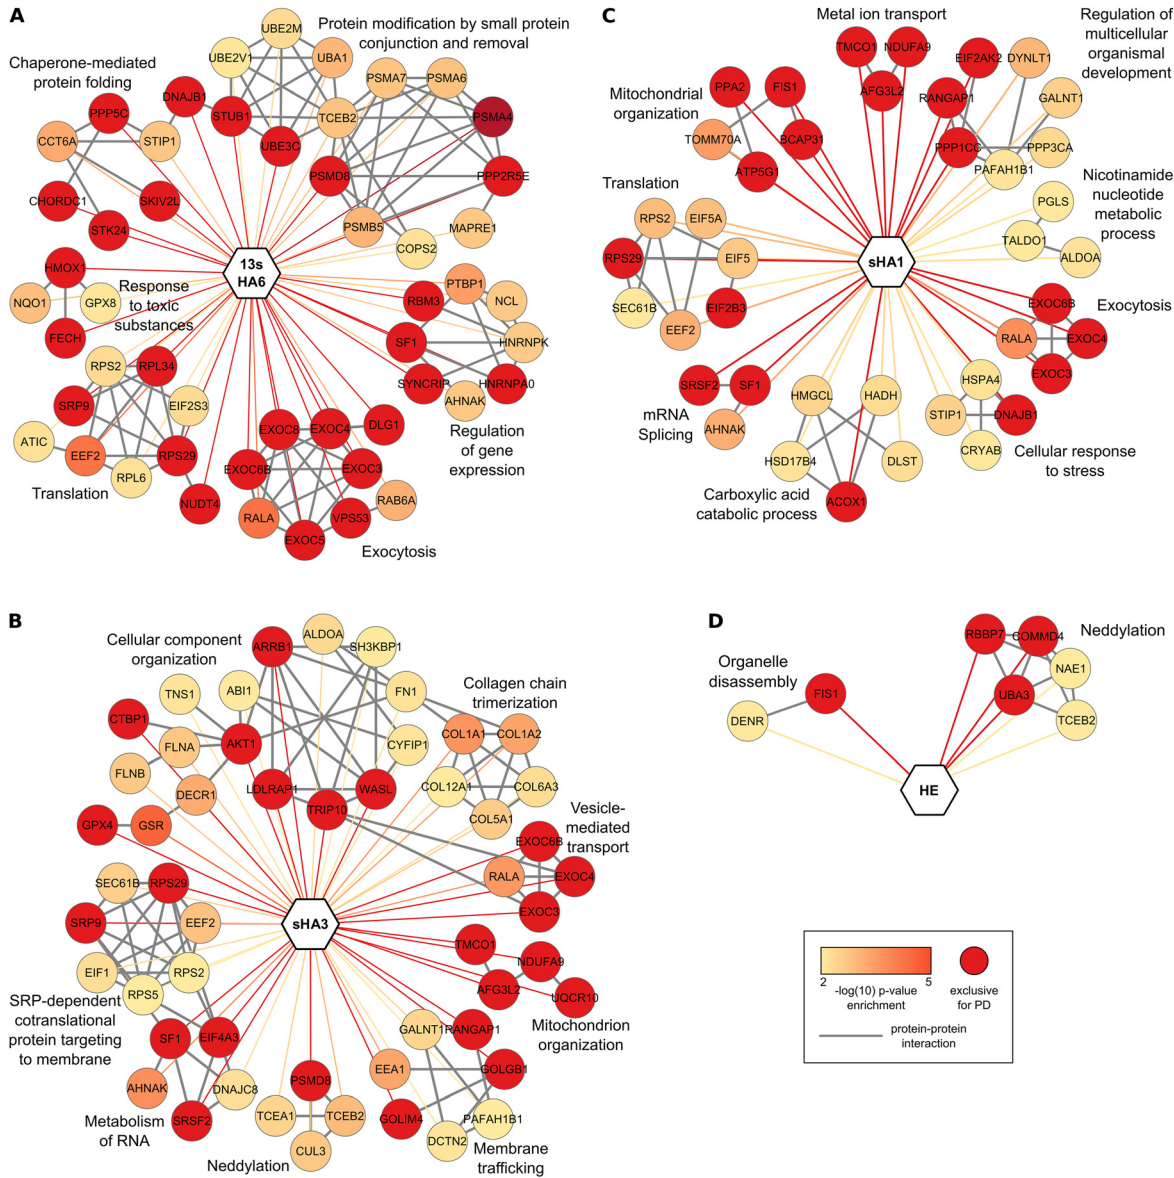 A
Protein modification by small protein
conjunction and removal
Chaperone-mediated
protein folding
UBE2M
UBE2V1
UBA1
PSMA7
PSMA6
DNAJB1
PPP5C
STUB1
TCEB2
PSMA4
CCT6A
STIP1
UBE3C
PSMD8
PPP2R5E
CHORDC1
SKIV2L
STK24
PSMB5
COPS2
MAPRE1
13s
HA6
HMOX1
NQO1
GPX8
FECH
Response
to toxic
substances
PTBP1
RBM3
NCL
SF1
HNRNPK
SYNCRIP
HNRNPA0
AHNAK
Regulation
of gene
expression
RPS2
RPL34
SRP9
EIF2S3
ATIC
EEF2
RPS29
RPL6
NUDT4
Translation
EXOC8
EXOC4
DLG1
EXOC6B
EXOC3
RAB6A
RALA
VPS53
EXOC5
Exocytosis
C
Metal ion transport
Regulation of
multicellular
organismal
development
TMCO1
NDUFA9
AFG3L2
EIF2AK2
DYNLT1
RANGAP1
GALNT1
PPP1CC
PPP3CA
PAFAH1B1
Mitochondrial
organization
PPA2
FIS1
TOMM70A
BCAP31
ATP5G1
Nicotinamide
nucleotide
metabolic
process
PGLS
TALDO1
ALDOA
Translation
RPS2
EIF5A
RPS29
EIF5
SEC61B
EIF2B3
EEF2
sHA1
Exocytosis
EXOC6B
RALA
EXOC4
EXOC3
SRSF2
SF1
AHNAK
mRNA
Splicing
HMGCL
HADH
HSD17B4
DLST
ACOX1
Carboxylic acid
catabolic process
HSPA4
STIP1
DNAJB1
CRYAB
Cellular response
to stress
B
Cellular component
organization
ARRB1
ALDOA
SH3KBP1
TNS1
ABI1
FN1
CTBP1
FLNA
AKT1
CYFIP1
FLNB
DECR1
LDLRAP1
WASL
TRIP10
GPX4
GSR
Collagen chain
trimerization
COL1A1
COL1A2
COL12A1
COL6A3
COL5A1
Vesicle-
mediated
transport
EXOC6B
RALA
EXOC4
EXOC3
SEC61B
RPS29
SRP9
EEF2
EIF1
RPS2
RPS5
SRP-dependent
cotranslational
protein targeting
to membrane
sHA3
TMCO1
NDUFA9
AFG3L2
UQCR10
Mitochondrion
organization
SF1
EIF4A3
AHNAK
DNAJC8
SRSF2
Metabolism
of RNA
PSMD8
TCEA1
TCEB2
CUL3
Neddylation
GALNT1
RANGAP1
EEA1
GOLGB1
GOLIM4
PAFAH1B1
DCTN2
Membrane
trafficking
D
Neddylation
Organelle
disassembly
RBBP7
COMMD4
NAE1
FIS1
UBA3
DENR
TCEB2
HE
2
5
-log(10) p-value
enrichment
exclusive
for PD
protein-protein
interaction